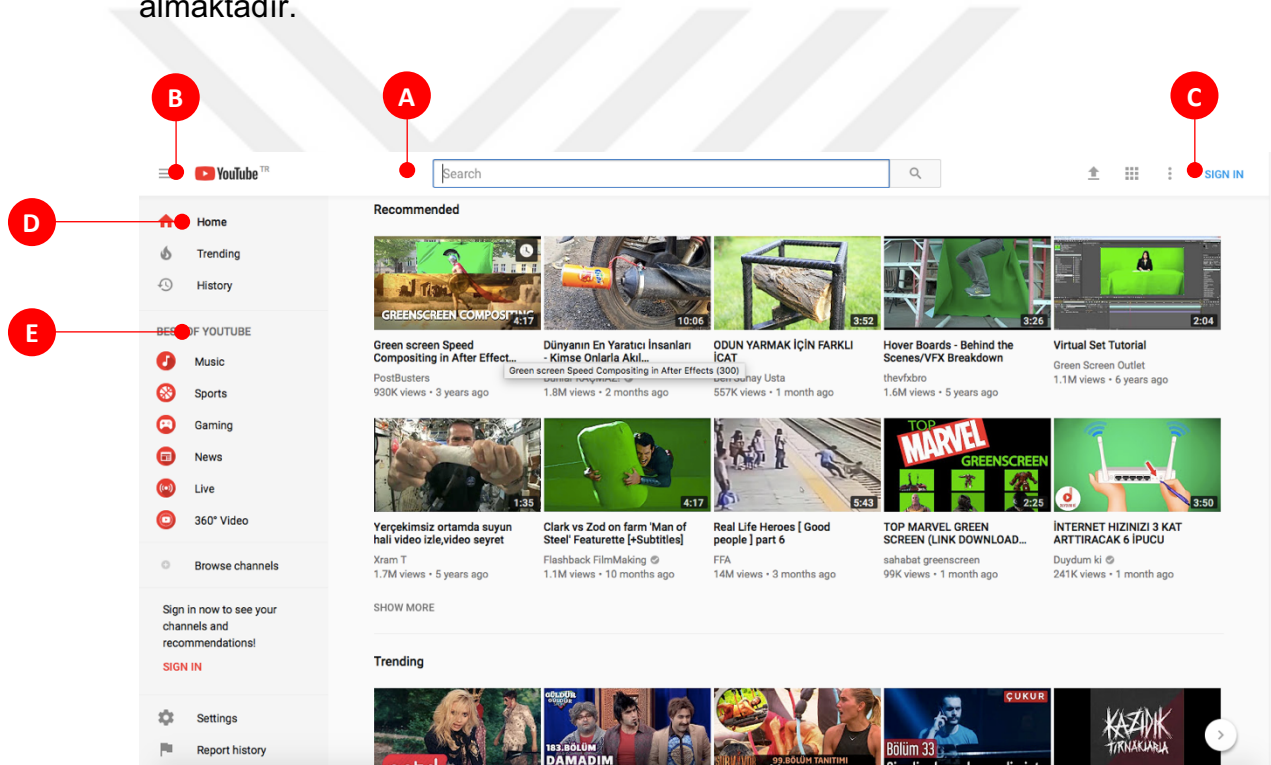 almaktadır.
B
A
C
YouTube TR
Search
SIGN IN
D
Home
Trending
History
E
BEST OF YOUTUBE
Music
Sports
Gaming
News
Live
360° Video
Browse channels
Sign in now to see your
channels and
recommendations!
SIGN IN
Settings
Report history
Recommended
GREENSCREEN COMPOSITING
4:17
10:06
3:52
3:26
2:04
Green screen Speed
Compositing in After Effect...
PostBusters
930K views • 3 years ago
Dünyanın En Yaratıcı İnsanları
- Kimse Onlarla Akıl...
1.8M views • 2 months ago
Green screen Speed Compositing in After Effects (300)
ODUN YARMAK İÇİN FARKLI
İCAT
Usta
557K views • 1 month ago
Hover Boards - Behind the
Scenes/VFX Breakdown
thevfxbro
1.6M views • 5 years ago
Virtual Set Tutorial
Green Screen Outlet
1.1M views • 6 years ago
1:35
4:17
5:43
TOP
MARVEL
GREENSCREEN
2:25
3:50
Yerçekimsiz ortamda suyun
hali video izle,video seyret
Xram T
1.7M views • 5 years ago
Clark vs Zod on farm 'Man of
Steel' Featurette [+Subtitles]
Flashback FilmMaking
1.1M views • 10 months ago
Real Life Heroes [ Good
people ] part 6
FFA
14M views • 3 months ago
TOP MARVEL GREEN
SCREEN (LINK DOWNLOAD...
sahabat greenscreen
99K views • 1 month ago
İNTERNET HIZINIZI 3 KAT
ARTTIRACAK 6 İPUCU
Duydum ki
241K views • 1 month ago
SHOW MORE
Trending
GÜLDÜR
GÜLDÜR
183.BÖLÜM
DAMADIM
99.BÖLÜM TANITIMI
ÇUKUR
Bölüm 33
KAZIDIK
TIRNAKLARLA